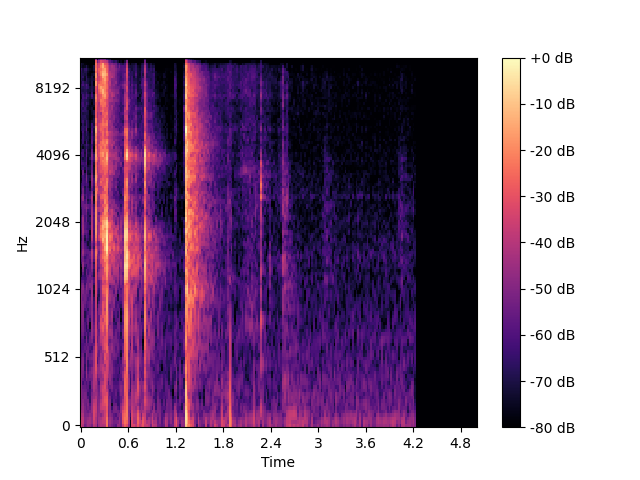 +0 dB
8192
-10 dB
4096
-20 dB
-30 dB
2048
Hz
-40 dB
1024
-50 dB
-60 dB
512
-70 dB
0
-80 dB
0 0.6 1.2 1.8 2.4 3 3.6 4.2 4.8
Time